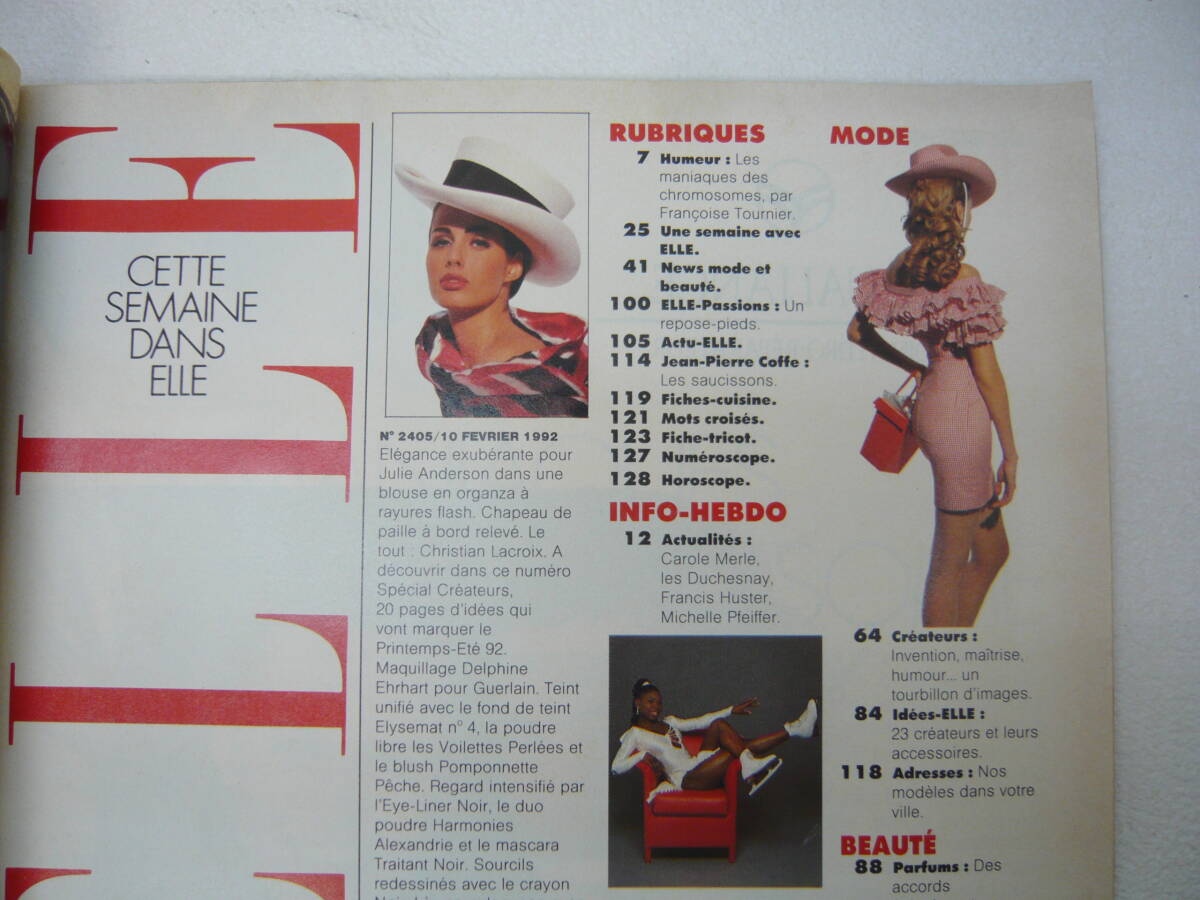 ELLE
CETTE
SEMAINE
DANS
ELLE
N° 2405/10 FEVRIER 1992
Elégance exubérante pour
Julie Anderson dans une
blouse en organza à
rayures flash. Chapeau de
paille à bord relevé. Le
tout : Christian Lacroix. A
découvrir dans ce numéro
Spécial Créateurs,
20 pages d'idées qui
vont marquer le
Printemps-Eté 92.
Maquillage Delphine
Ehrhart pour Guerlain. Teint
unifié avec le fond de teint
Elysemat n° 4, la poudre
libre les Voilettes Perlées et
le blush Pomponnette
Pêche. Regard intensifié par
l'Eye-Liner Noir, le duo
poudre Harmonies
Alexandrie et le mascara
Traitant Noir. Sourcils
redessinés avec le crayon
RUBRIQUES
7 Humeur : Les
maniaques des
chromosomes, par
Françoise Tournier.
25 Une semaine avec
ELLE.
41 News mode et
beauté.
100 ELLE-Passions : Un
repose-pieds.
105 Actu-ELLE.
114 Jean-Pierre Coffe :
Les saucissons.
119 Fiches-cuisine.
121 Mots croisés.
123 Fiche-tricot.
127 Numéroscope.
128 Horoscope.
INFO-HEBDO
12 Actualités :
Carole Merle,
les Duchesnay,
Francis Huster,
Michelle Pfeiffer.
MODE
64 Créateurs :
Invention, maîtrise,
humour... un
tourbillon d'images.
84 Idées-ELLE :
23 créateurs et leurs
accessoires.
118 Adresses : Nos
modèles dans votre
ville.
BEAUTÉ
88 Parfums : Des
accords